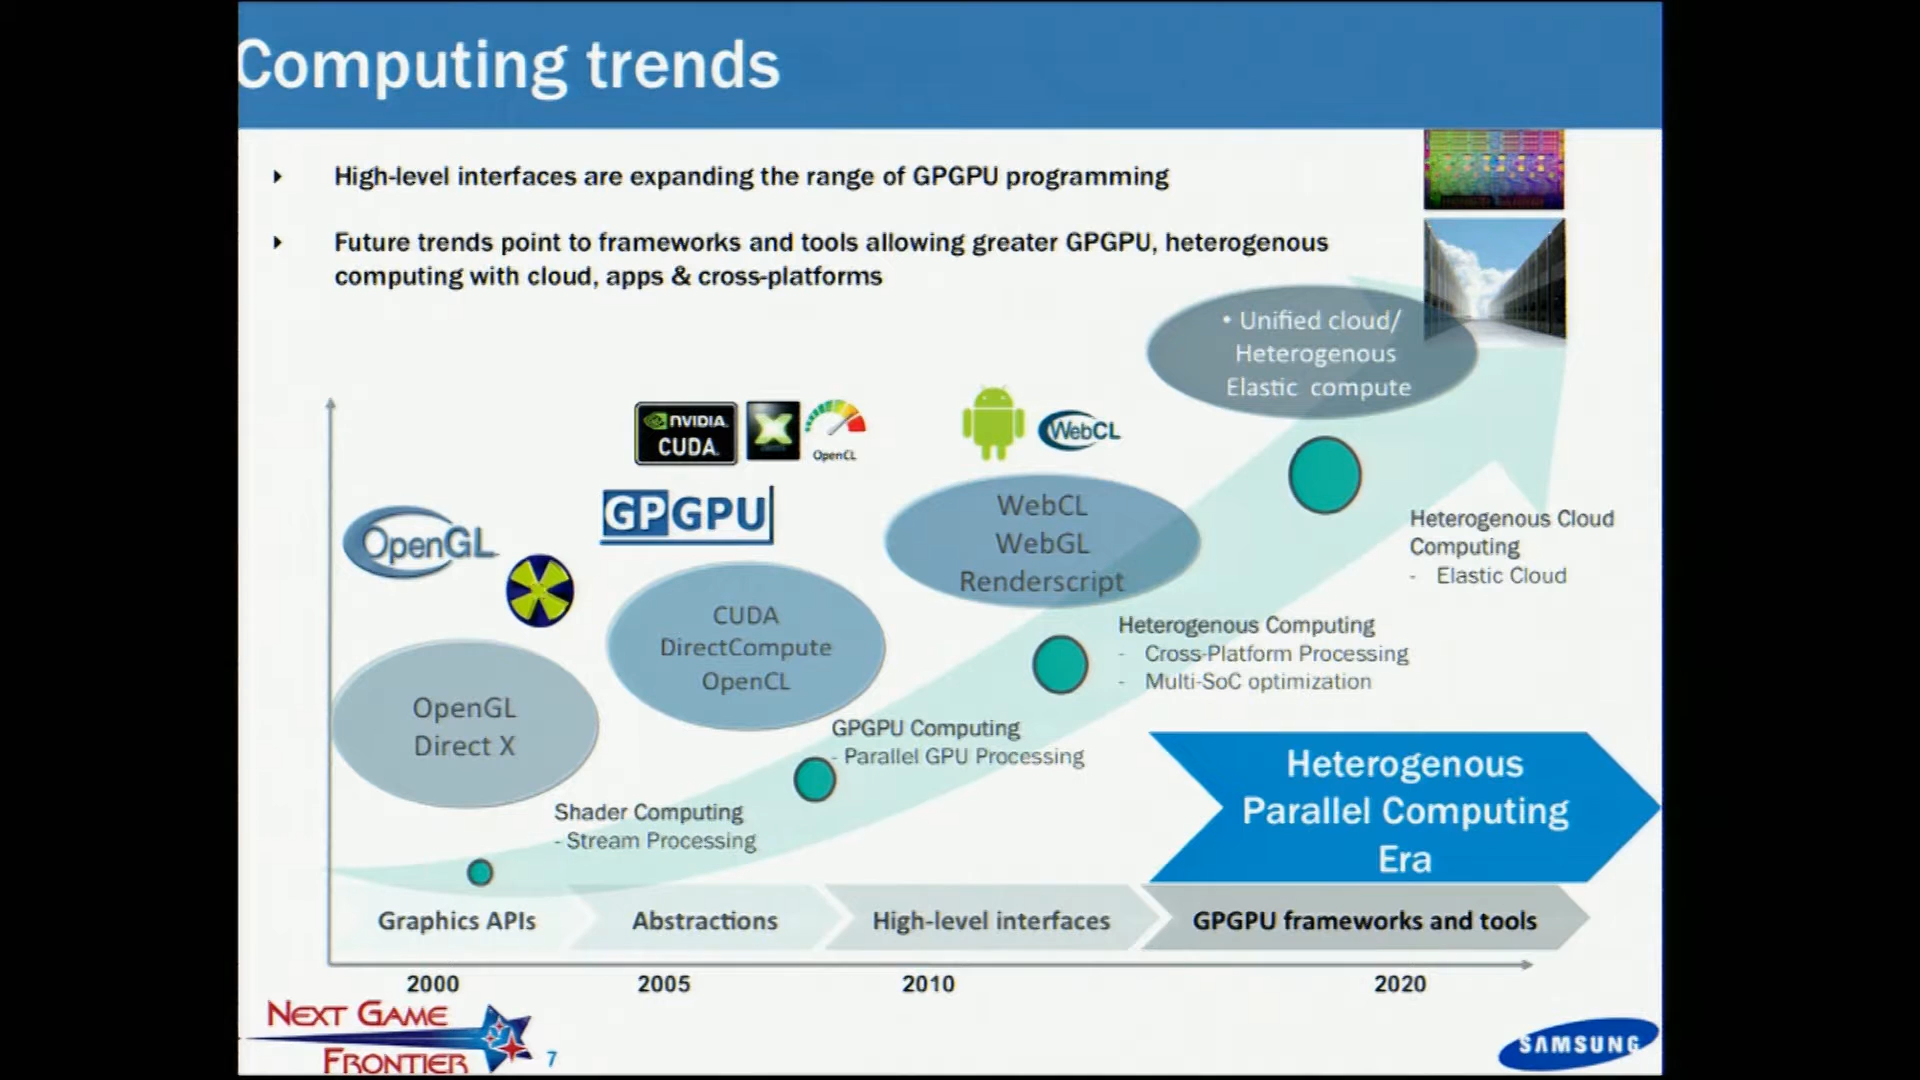 Computing trends
High-level interfaces are expanding the range of GPGPU programming
Future trends point to frameworks and tools allowing greater GPGPU, heterogenous
computing with cloud, apps & cross-platforms
• Unified cloud/
Heterogenous
Elastic compute
NVIDIA
CUDA
OpenCL
WebCL
OpenGL
GPGPU
WebCL
WebGL
Renderscript
CUDA
DirectCompute
OpenCL
OpenGL
Direct X
Heterogenous Cloud
Computing
- Elastic Cloud
Heterogenous Computing
- Cross-Platform Processing
- Multi-SoC optimization
GPGPU Computing
- Parallel GPU Processing
Shader Computing
- Stream Processing
Heterogenous
Parallel Computing
Era
Graphics APIs
Abstractions
High-level interfaces
GPGPU frameworks and tools
2000
2005
2010
2020
NEXT GAME
FRONTIER
7
SAMSUNG